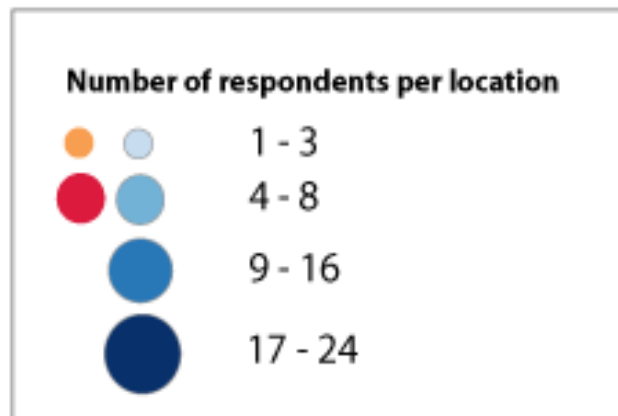 Number of respondents per location
1 - 3
4 - 8
9 - 16
17 - 24